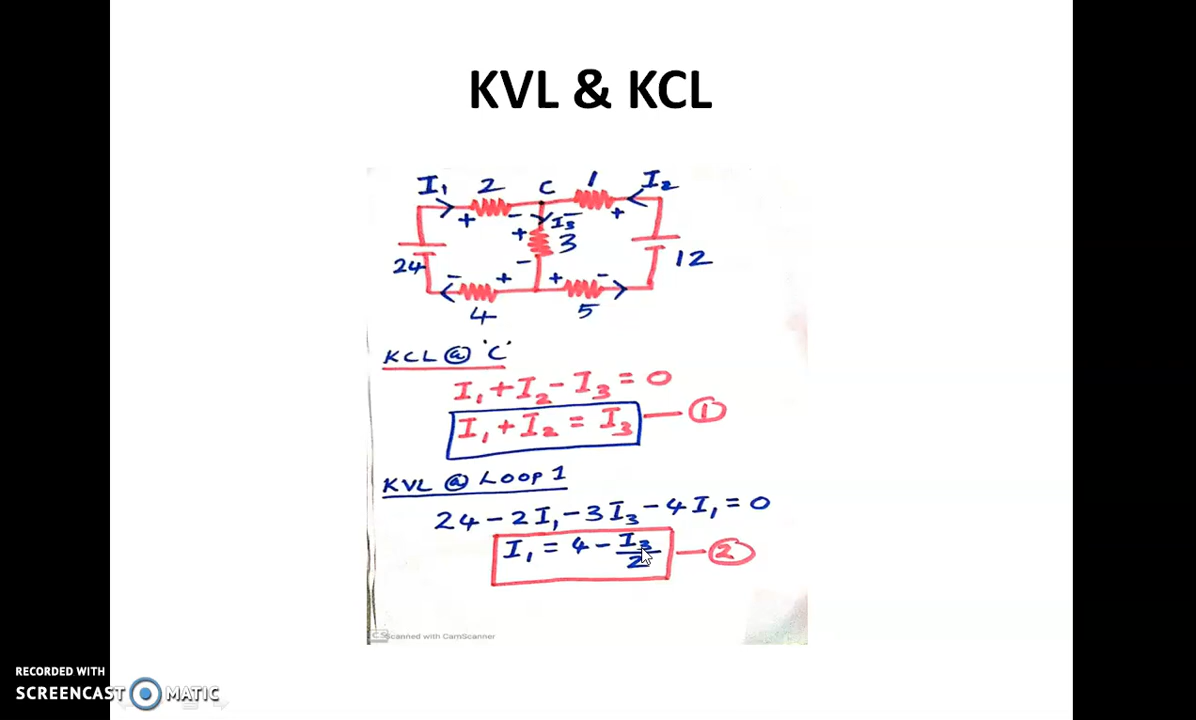 KVL & KCL
I₁ 2 C 1 I₂
+ - - +
I₃
+ 3 -
24 12
- + + -
4 5
KCL @ 'C'
I₁ + I₂ - I₃ = 0
I₁ + I₂ = I₃ — ①
KVL @ Loop 1
24 - 2I₁ - 3I₃ - 4I₁ = 0
I₁ = 4 - I₃/2 — ②
CS Scanned with CamScanner
RECORDED WITH
SCREENCAST MATIC